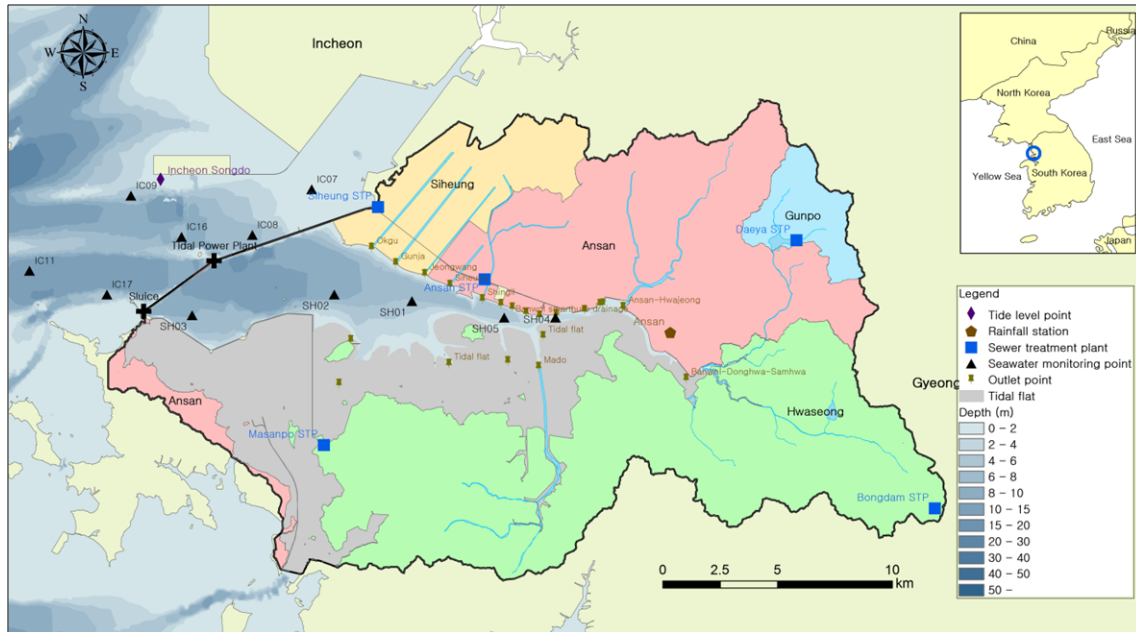 N
W E
S
Incheon
China
Russia
North Korea
East Sea
Yellow Sea
South Korea
Japan
Incheon Songdo
IC09
IC07
Siheung STP
Siheung
IC16
IC08
Tidal Power Plant
Gunpo
Daeya STP
Okgu
Gunja
Ansan
Jeongwang
IC11
IC17
Sluice
Ansan STP
Shingil
SH02
SH01
SH03
SH05
SH04
Ansan-Hwajeong
Ansan
Tidal flat
Tidal flat
Mado
Banwol-Donghwa-Samhwa
Gyeong
Ansan
Hwaseong
Masanpo STP
Bongdam STP
0 2.5 5 10
km
Legend
Tide level point
Rainfall station
Sewer treatment plant
Seawater monitoring point
Outlet point
Tidal flat
Depth (m)
0 - 2
2 - 4
4 - 6
6 - 8
8 - 10
10 - 15
15 - 20
20 - 30
30 - 40
40 - 50
50 -